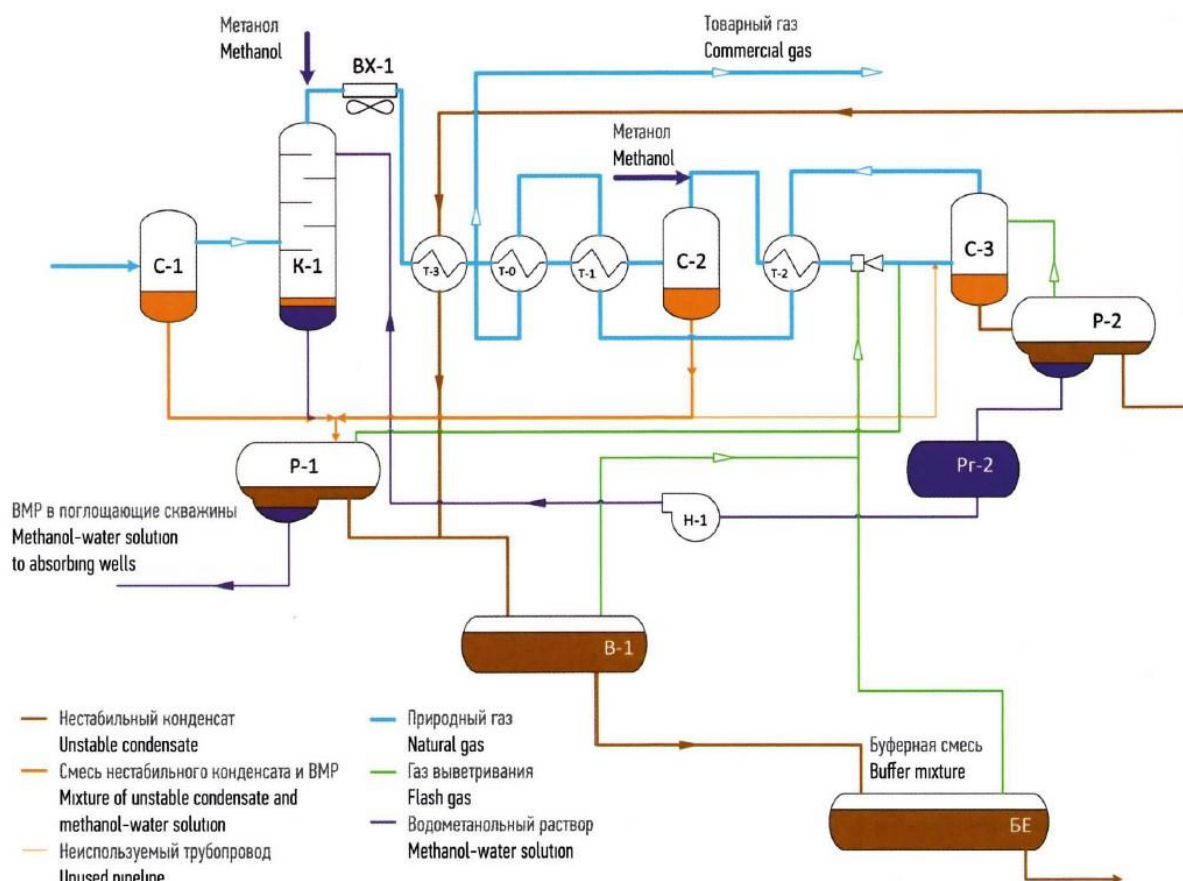 Метанол
Methanol
ВХ-1
Товарный газ
Commercial gas
Метанол
Methanol
С-1
К-1
Т-3
Т-0
Т-1
С-2
Т-2
С-3
Р-2
Р-1
Рг-2
Н-1
ВМР в поглощающие скважины
Methanol-water solution
to absorbing wells
В-1
Нестабильный конденсат
Unstable condensate
Смесь нестабильного конденсата и ВМР
Mixture of unstable condensate and
methanol-water solution
Неиспользуемый трубопровод
Unused pipeline
Природный газ
Natural gas
Газ выветривания
Flash gas
Водометанольный раствор
Methanol-water solution
Буферная смесь
Buffer mixture
БЕ